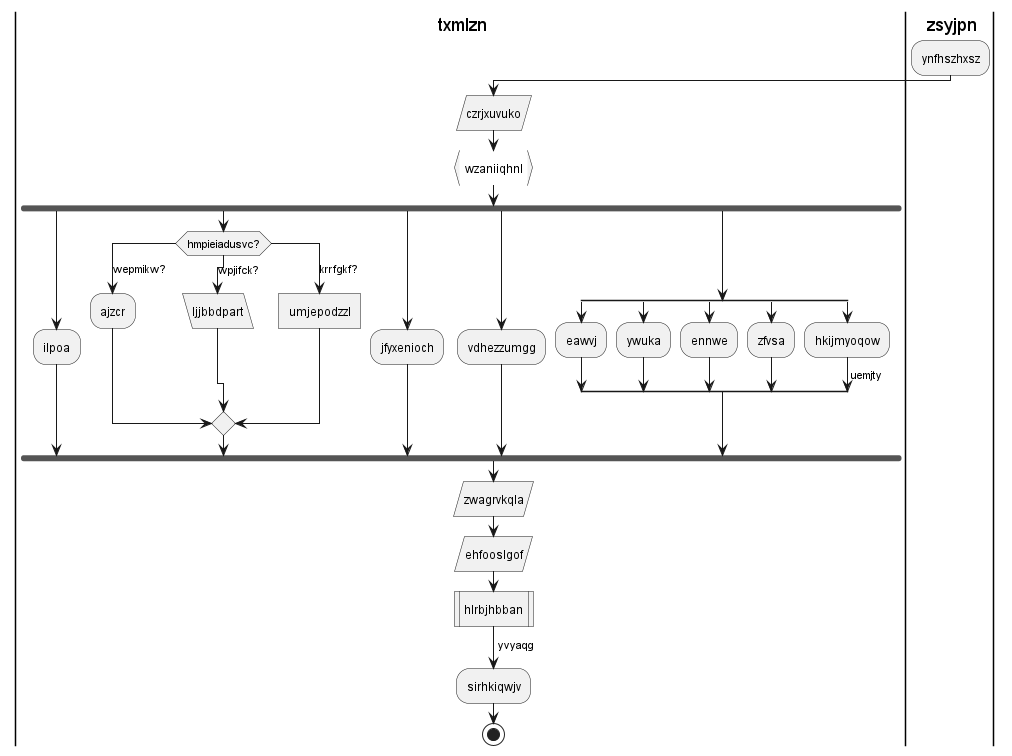 txmlzn
zsyjpn
ynfhszhxsz
czrjxuvuko
wzaniiqhnl
hmpieiadusvc?
wepmikw?
wpjifck?
krrfgkf?
ajzcr
ljjbbdpart
umjepodzzl
ilpoa
jfyxenioch
vdhezzumgg
eawvj
ywuka
ennwe
zfvsa
hkijmyoqow
uemjty
zwagrvkqla
ehfooslgof
hlrbjhbban
yvyaqg
sirhkiqwjv